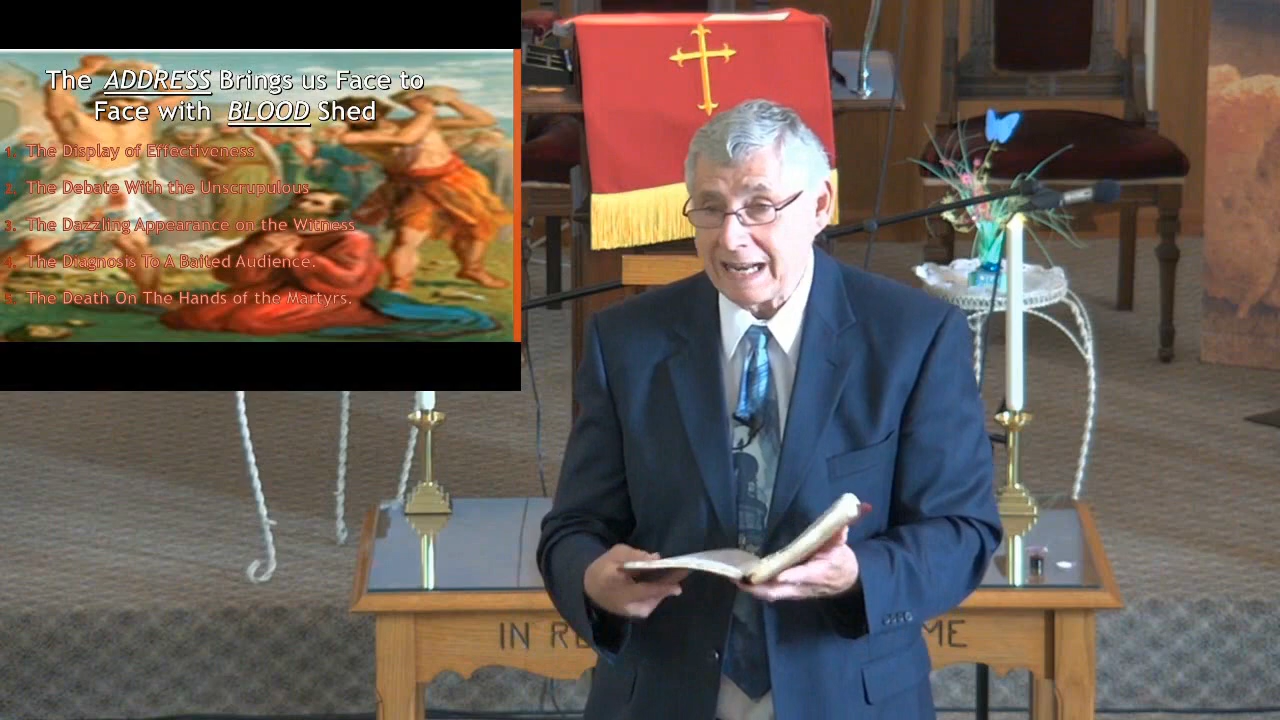 The ADDRESS Brings us Face to
Face with BLOOD Shed
1. The Display of Effectiveness
2. The Debate With the Unscrupulous
3. The Dazzling Appearance on the Witness
4. The Diagnosis To A Baited Audience.
5. The Death On The Hands of the Martyrs.
IN RE ME